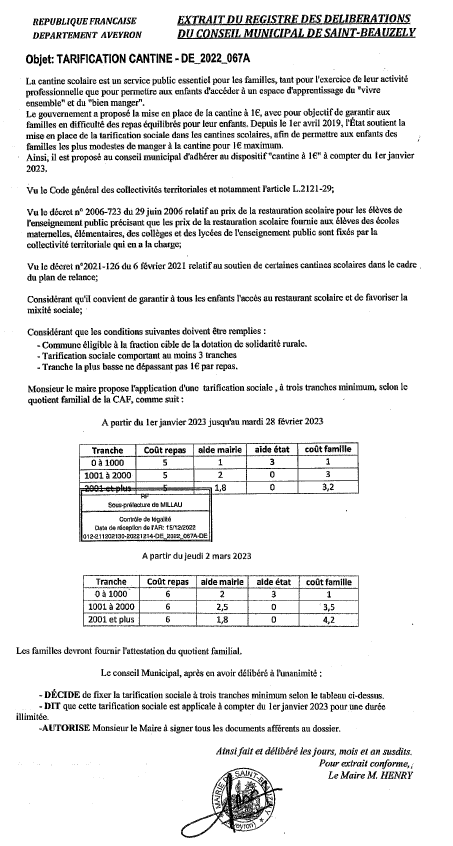 REPUBLIQUE FRANCAISE
DEPARTEMENT AVEYRON
EXTRAIT DU REGISTRE DES DELIBERATIONS
DU CONSEIL MUNICIPAL DE SAINT-BEAUZELY
Objet: TARIFICATION CANTINE - DE_2022_067A
La cantine scolaire est un service public essentiel pour les familles, tant pour l'exercice de leur activité
professionnelle que pour permettre aux enfants d'accéder à un espace d'apprentissage du "vivre
ensemble" et du "bien manger".
Le gouvernement a proposé la mise en place de la cantine à 1€, avec pour objectif de garantir aux
familles en difficulté des repas équilibrés pour leur enfants. Depuis le 1er avril 2019, l'État soutient la
mise en place de la tarification sociale dans les cantines scolaires, afin de permettre aux enfants des
familles les plus modestes de manger à la cantine pour 1€ maximum.
Ainsi, il est proposé au conseil municipal d'adhérer au dispositif "cantine à 1€" à compter du 1er janvier
2023.
Vu le Code général des collectivités territoriales et notamment l'article L.2121-29;
Vu le décret n° 2006-723 du 29 juin 2006 relatif au prix de la restauration scolaire pour les élèves de
l'enseignement public précisant que les prix de la restauration scolaire fournie aux élèves des écoles
maternelles, élémentaires, des collèges et des lycées de l'enseignement public sont fixés par la
collectivité territoriale qui en a la charge;
Vu le décret n°2021-126 du 6 février 2021 relatif au soutien de certaines cantines scolaires dans le cadre
du plan de relance;
Considérant qu'il convient de garantir à tous les enfants l'accès au restaurant scolaire et de favoriser la
mixité sociale;
Considérant que les conditions suivantes doivent être remplies :
- Commune éligible à la fraction cible de la dotation de solidarité rurale.
- Tarification sociale comportant au moins 3 tranches
- Tranche la plus basse ne dépassant pas 1€ par repas.
Monsieur le maire propose l'application d'une tarification sociale , à trois tranches minimum, selon le
quotient familial de la CAF, comme suit :
A partir du 1er janvier 2023 jusqu'au mardi 28 février 2023
Tranche Coût repas aide mairie aide état coût famille
0 à 1000 5 1 3 1
1001 à 2000 5 2 0 3
2001 et plus 5 1,8 0 3,2
RF
Sous-préfecture de MILLAU
Contrôle de légalité
Date de réception de l'AR: 15/12/2022
012-211202130-20221214-DE_2022_067A-DE
A partir du jeudi 2 mars 2023
Tranche Coût repas aide mairie aide état coût famille
0 à 1000 6 2 3 1
1001 à 2000 6 2,5 0 3,5
2001 et plus 6 1,8 0 4,2
Les familles devront fournir l'attestation du quotient familial.
Le conseil Municipal, après en avoir délibéré à l'unanimité :
- DÉCIDE de fixer la tarification sociale à trois tranches minimum selon le tableau ci-dessus.
- DIT que cette tarification sociale est applicale à compter du 1er janvier 2023 pour une durée
illimitée.
-AUTORISE Monsieur le Maire à signer tous les documents afférents au dossier.
Ainsi fait et délibéré les jours, mois et an susdits.
Pour extrait conforme,
Le Maire M. HENRY
MAIRIE DE SAINT-BEAUZELY
(Aveyron)